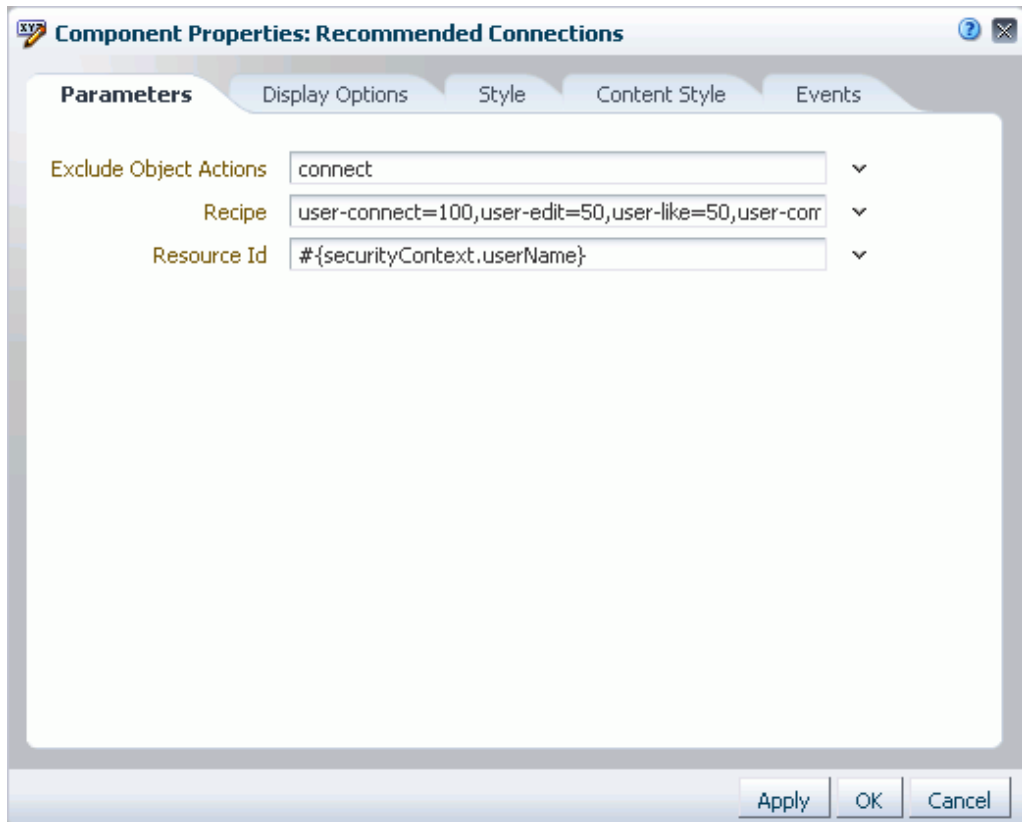 Component Properties: Recommended Connections
Parameters Display Options Style Content Style Events
Exclude Object Actions connect
Recipe user-connect=100,user-edit=50,user-like=50,user-com
Resource Id #{securityContext.userName}
Apply OK Cancel